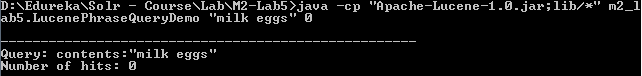 D:\Edureka\Solr - Course\Lab\M2-Lab5>java -cp "Apache-Lucene-1.0.jar;lib/*" m2_l
ab5.LucenePhraseQueryDemo "milk eggs" 0
---------------------------------------------------
Query: contents:"milk eggs"
Number of hits: 0